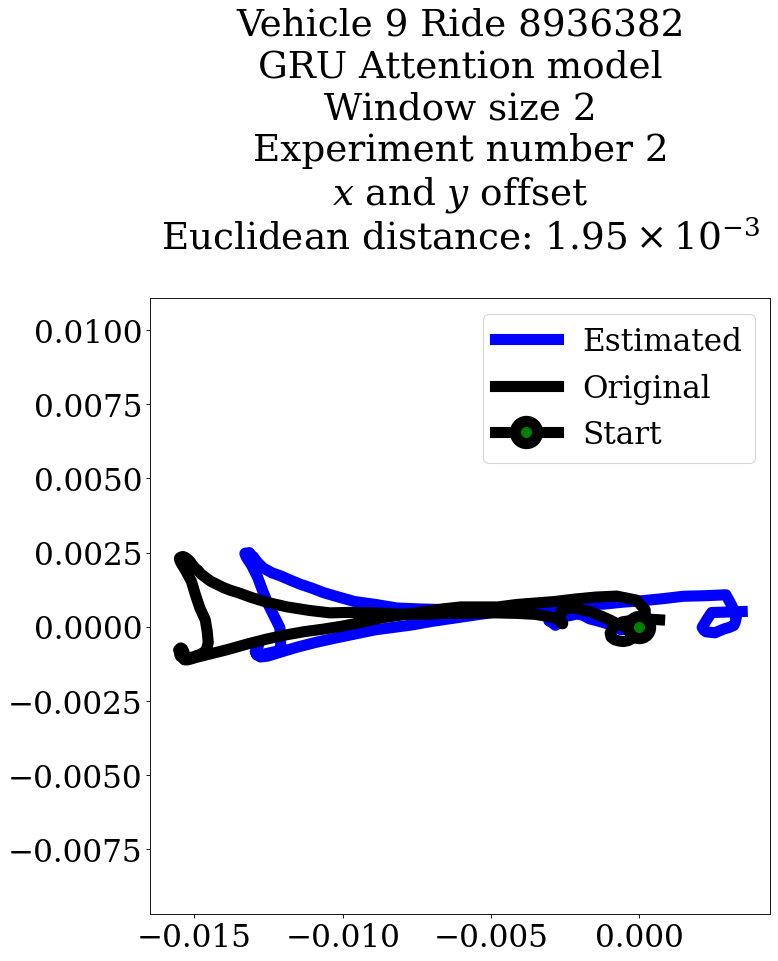 Vehicle 9 Ride 8936382
GRU Attention model
Window size 2
Experiment number 2
x and y offset
Euclidean distance: 1.95 × 10⁻³
Estimated
Original
Start
0.0100
0.0075
0.0050
0.0025
0.0000
−0.0025
−0.0050
−0.0075
−0.015 −0.010 −0.005 0.000